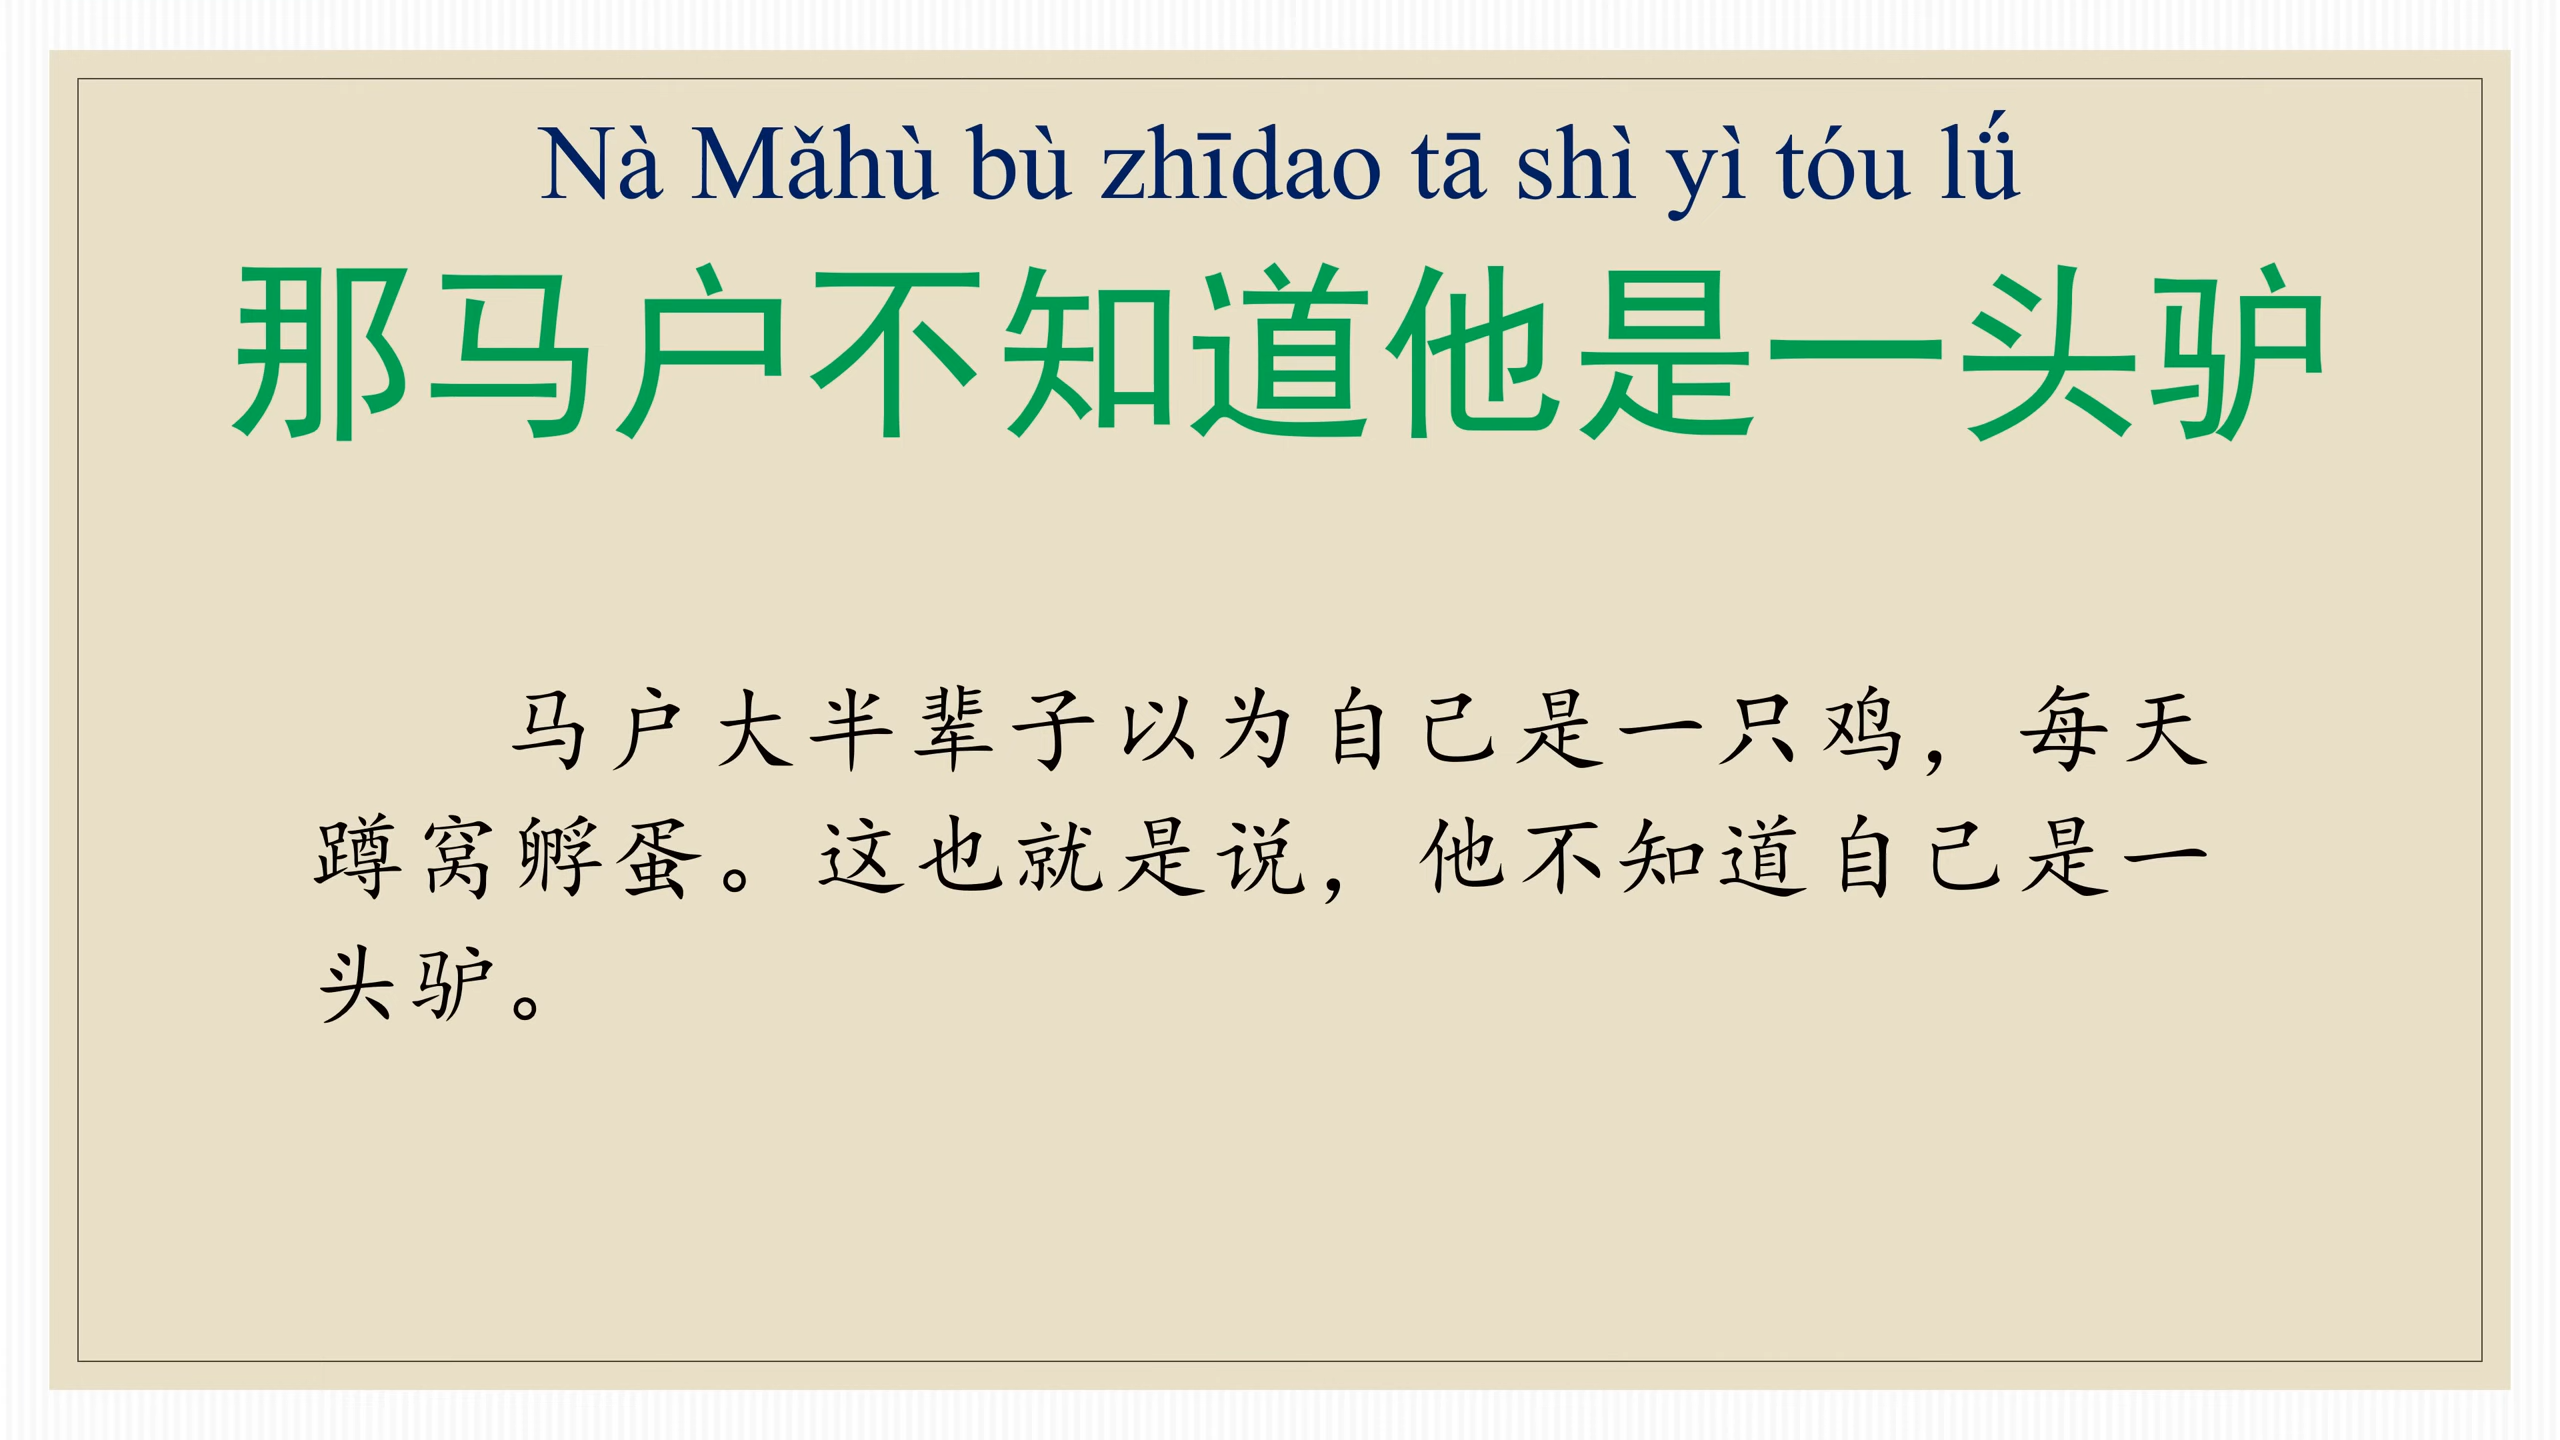 Nà Mǎhù bù zhīdao tā shì yì tóu lǘ
那马户不知道他是一头驴
马户大半辈子以为自己是一只鸡，每天
蹲窝孵蛋。这也就是说，他不知道自己是一
头驴。